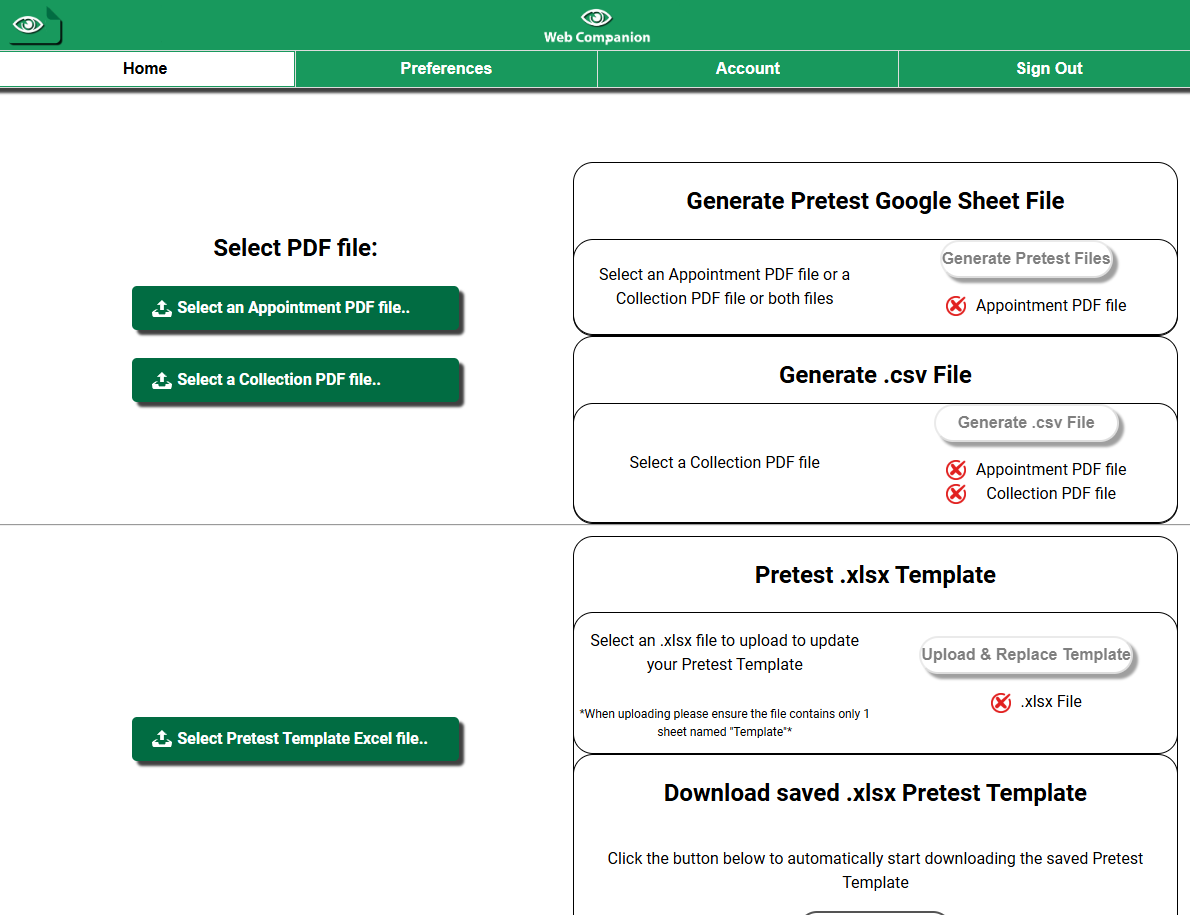 Web Companion
Home
Preferences
Account
Sign Out
Select PDF file:
Select an Appointment PDF file..
Select a Collection PDF file..
Generate Pretest Google Sheet File
Select an Appointment PDF file or a
Collection PDF file or both files
Generate Pretest Files
Appointment PDF file
Generate .csv File
Select a Collection PDF file
Generate .csv File
Appointment PDF file
Collection PDF file
Select Pretest Template Excel file..
Pretest .xlsx Template
Select an .xlsx file to upload to update
your Pretest Template
*When uploading please ensure the file contains only 1
sheet named "Template"*
Upload & Replace Template
.xlsx File
Download saved .xlsx Pretest Template
Click the button below to automatically start downloading the saved Pretest
Template